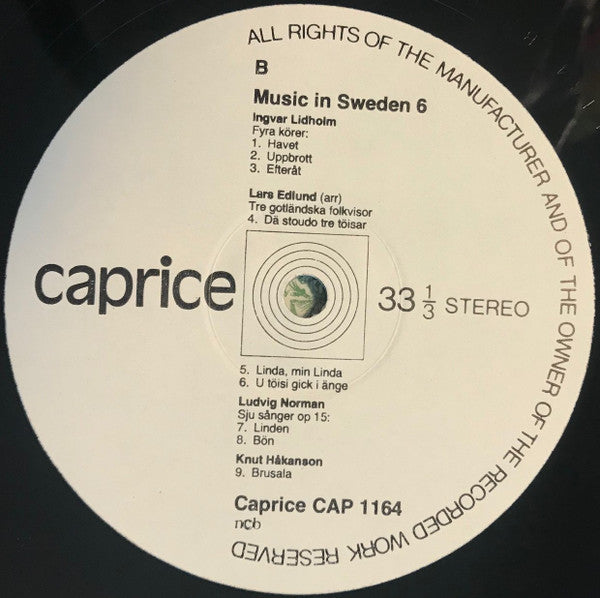 ALL RIGHTS OF THE MANUFACTURER AND OF THE OWNER OF THE RECORDED WORK RESERVED
B
Music in Sweden 6
Ingvar Lidholm
Fyra körer:
1. Havet
2. Uppbrott
3. Efteråt
Lars Edlund (arr)
Tre gotländska folkvisor
4. Dä stoudo tre töisar
caprice
33 1/3 STEREO
5. Linda, min Linda
6. U töisi gick i änge
Ludvig Norman
Sju sånger op 15:
7. Linden
8. Bön
Knut Håkanson
9. Brusala
Caprice CAP 1164
ncb